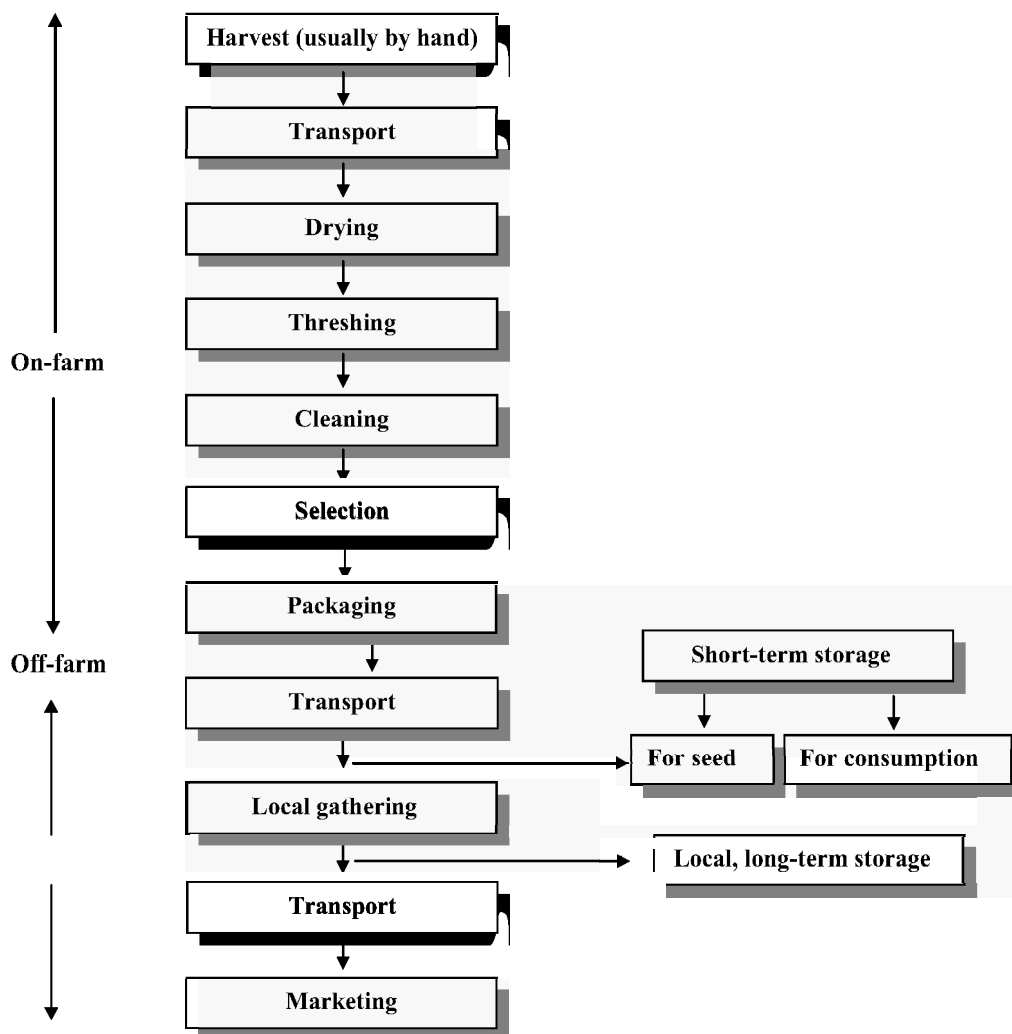 Harvest (usually by hand)
Transport
Drying
Threshing
On-farm
Cleaning
Selection
Packaging
Off-farm
Short-term storage
Transport
For seed
For consumption
Local gathering
Local, long-term storage
Transport
Marketing